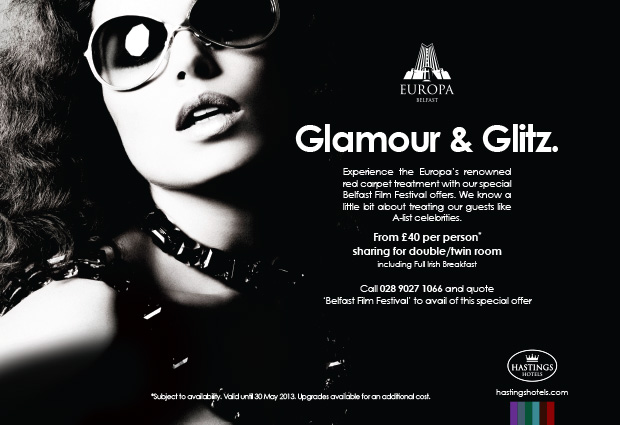 EUROPA
BELFAST
Glamour & Glitz.
Experience the Europa's renowned
red carpet treatment with our special
Belfast Film Festival offers. We know a
little bit about treating our guests like
A-list celebrities.
From £40 per person*
sharing for double/twin room
including Full Irish Breakfast
Call 028 9027 1066 and quote
'Belfast Film Festival' to avail of this special offer
HASTINGS
HOTELS
hastingshotels.com
*Subject to availability. Valid until 30 May 2013. Upgrades available for an additional cost.